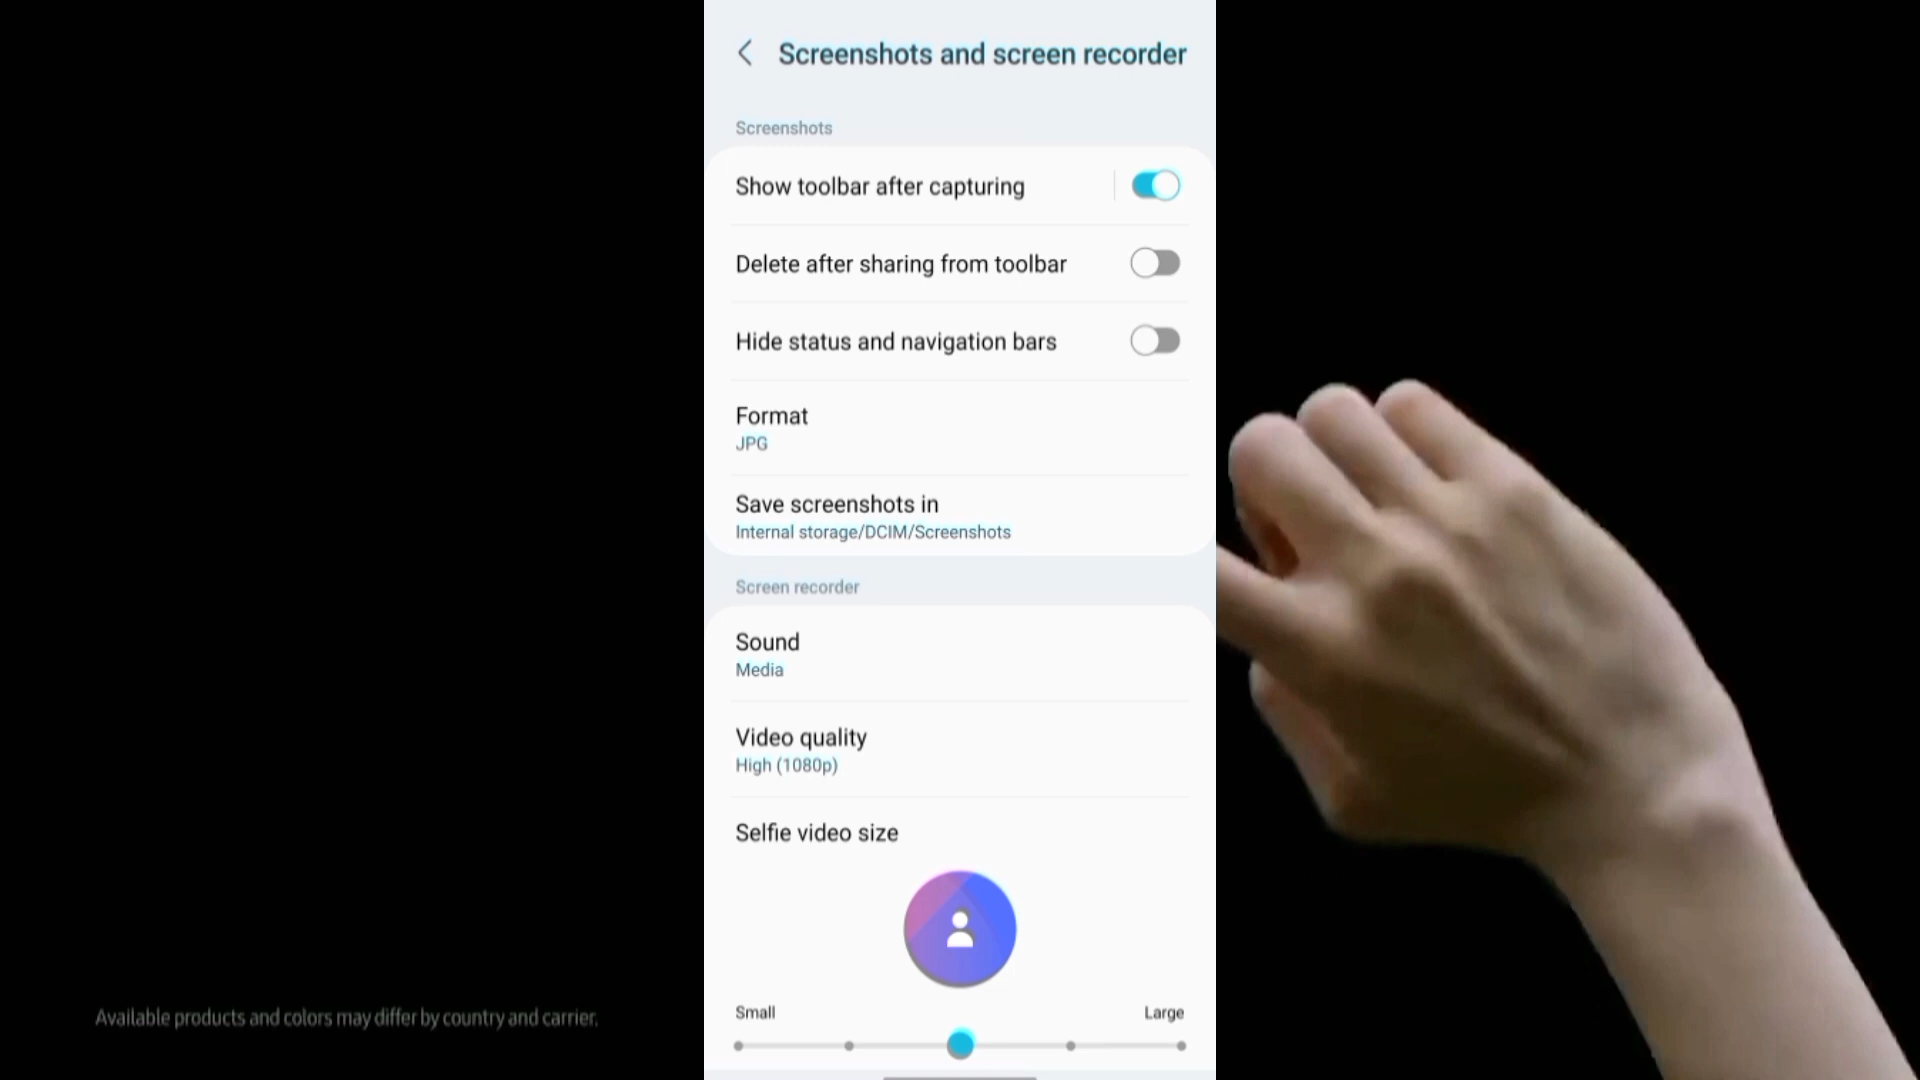 Screenshots and screen recorder
Screenshots
Show toolbar after capturing
Delete after sharing from toolbar
Hide status and navigation bars
Format
JPG
Save screenshots in
Internal storage/DCIM/Screenshots
Screen recorder
Sound
Media
Video quality
High (1080p)
Selfie video size
Small Large
Available products and colors may differ by country and carrier.